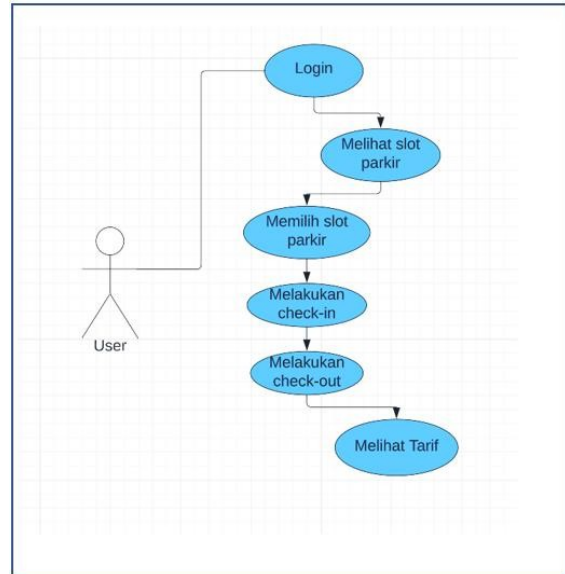 Login
Melihat slot
parkir
Memilih slot
parkir
Melakukan
check-in
User
Melakukan
check-out
Melihat Tarif